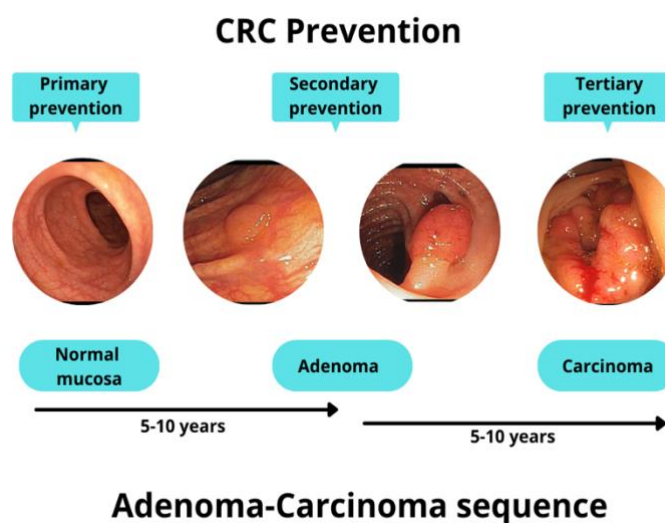 CRC Prevention
Primary
prevention
Secondary
prevention
Tertiary
prevention
Normal
mucosa
Adenoma
Carcinoma
5-10 years
5-10 years
Adenoma-Carcinoma sequence